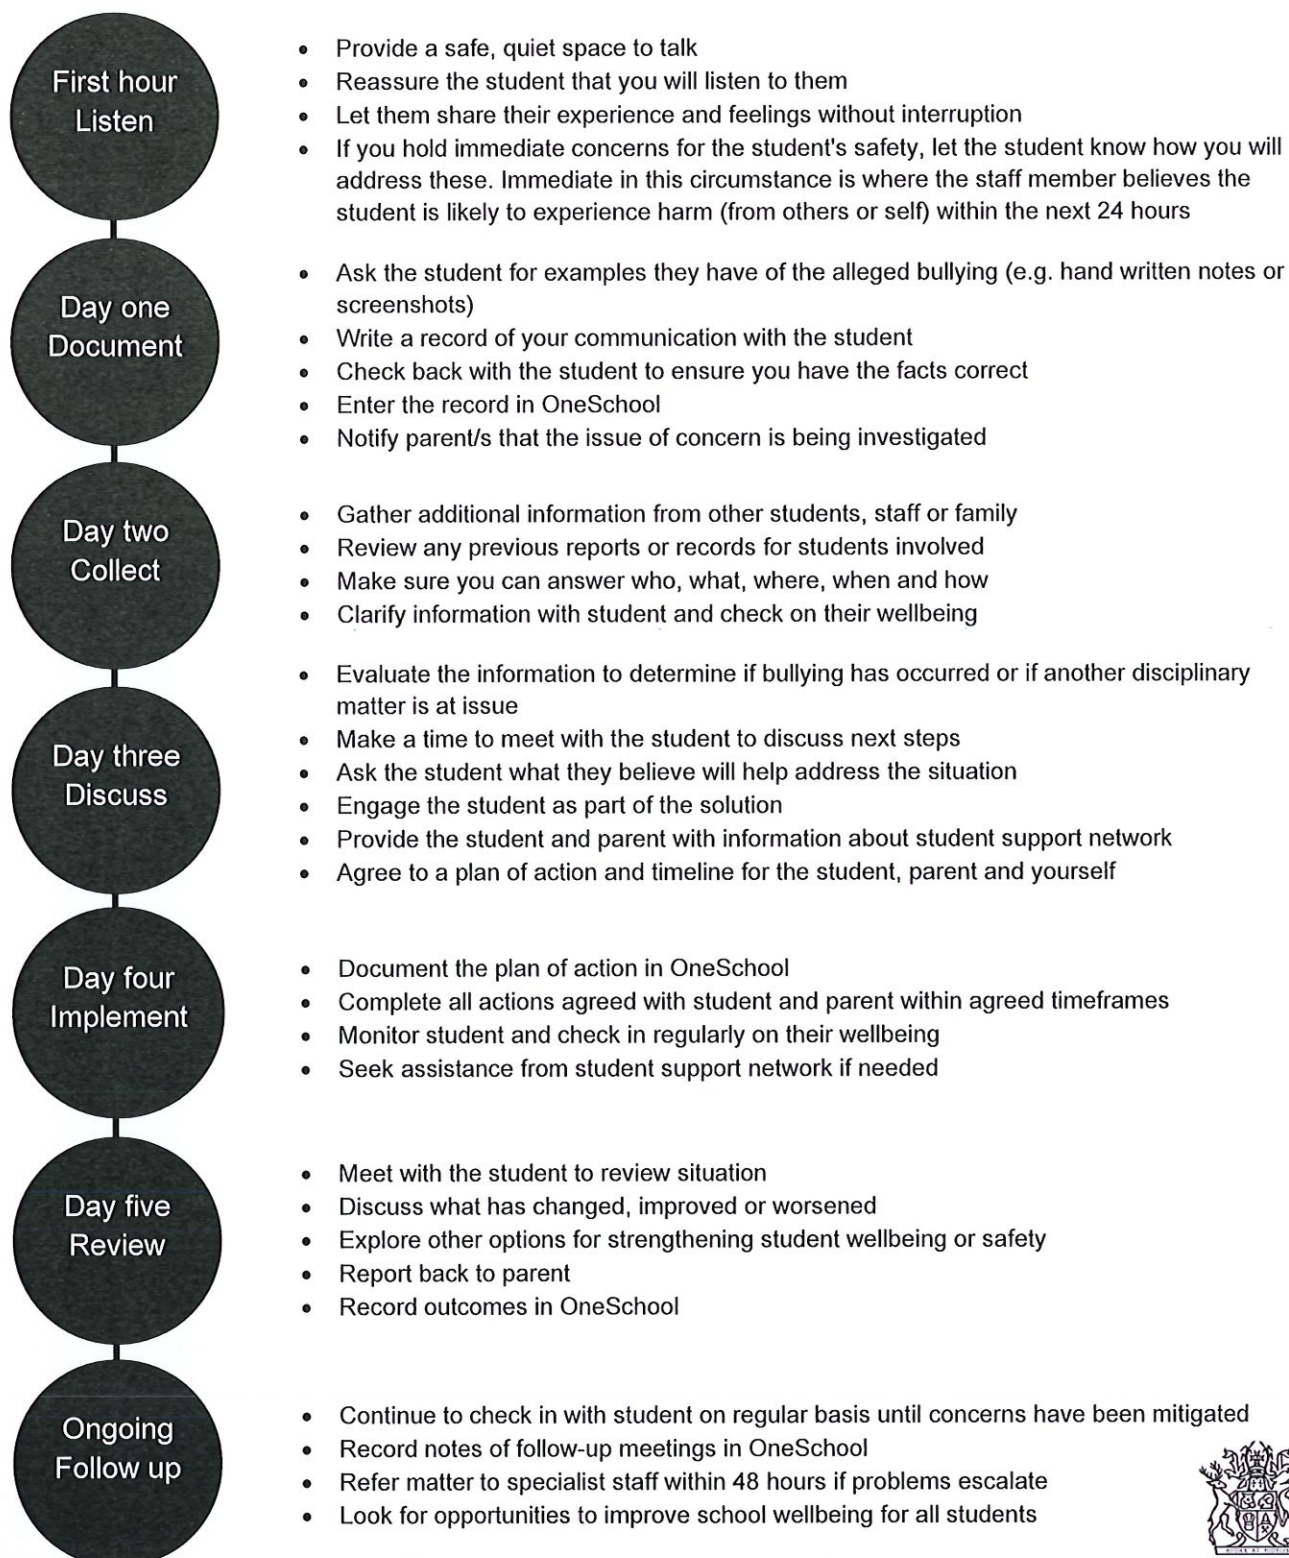 First hour
Listen
• Provide a safe, quiet space to talk
• Reassure the student that you will listen to them
• Let them share their experience and feelings without interruption
• If you hold immediate concerns for the student's safety, let the student know how you will
address these. Immediate in this circumstance is where the staff member believes the
student is likely to experience harm (from others or self) within the next 24 hours
Day one
Document
• Ask the student for examples they have of the alleged bullying (e.g. hand written notes or
screenshots)
• Write a record of your communication with the student
• Check back with the student to ensure you have the facts correct
• Enter the record in OneSchool
• Notify parent/s that the issue of concern is being investigated
Day two
Collect
• Gather additional information from other students, staff or family
• Review any previous reports or records for students involved
• Make sure you can answer who, what, where, when and how
• Clarify information with student and check on their wellbeing
Day three
Discuss
• Evaluate the information to determine if bullying has occurred or if another disciplinary
matter is at issue
• Make a time to meet with the student to discuss next steps
• Ask the student what they believe will help address the situation
• Engage the student as part of the solution
• Provide the student and parent with information about student support network
• Agree to a plan of action and timeline for the student, parent and yourself
Day four
Implement
• Document the plan of action in OneSchool
• Complete all actions agreed with student and parent within agreed timeframes
• Monitor student and check in regularly on their wellbeing
• Seek assistance from student support network if needed
Day five
Review
• Meet with the student to review situation
• Discuss what has changed, improved or worsened
• Explore other options for strengthening student wellbeing or safety
• Report back to parent
• Record outcomes in OneSchool
Ongoing
Follow up
• Continue to check in with student on regular basis until concerns have been mitigated
• Record notes of follow-up meetings in OneSchool
• Refer matter to specialist staff within 48 hours if problems escalate
• Look for opportunities to improve school wellbeing for all students